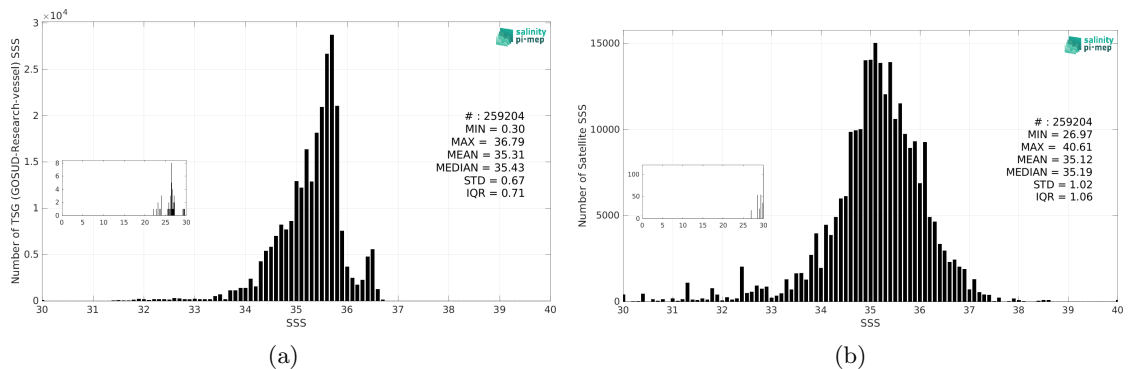 ×10⁴
3
2.5
2
1.5
1
0.5
0
Number of TSG (GOSUD-Research-vessel) SSS
salinity
pi-mep
# : 259204
MIN = 0.30
MAX = 36.79
MEAN = 35.31
MEDIAN = 35.43
STD = 0.67
IQR = 0.71
8
6
4
2
0
0 5 10 15 20 25 30
30 31 32 33 34 35 36 37 38 39 40
SSS
(a)
15000
10000
5000
0
Number of Satellite SSS
salinity
pi-mep
# : 259204
MIN = 26.97
MAX = 40.61
MEAN = 35.12
MEDIAN = 35.19
STD = 1.02
IQR = 1.06
100
50
0
0 5 10 15 20 25 30
30 31 32 33 34 35 36 37 38 39 40
SSS
(b)